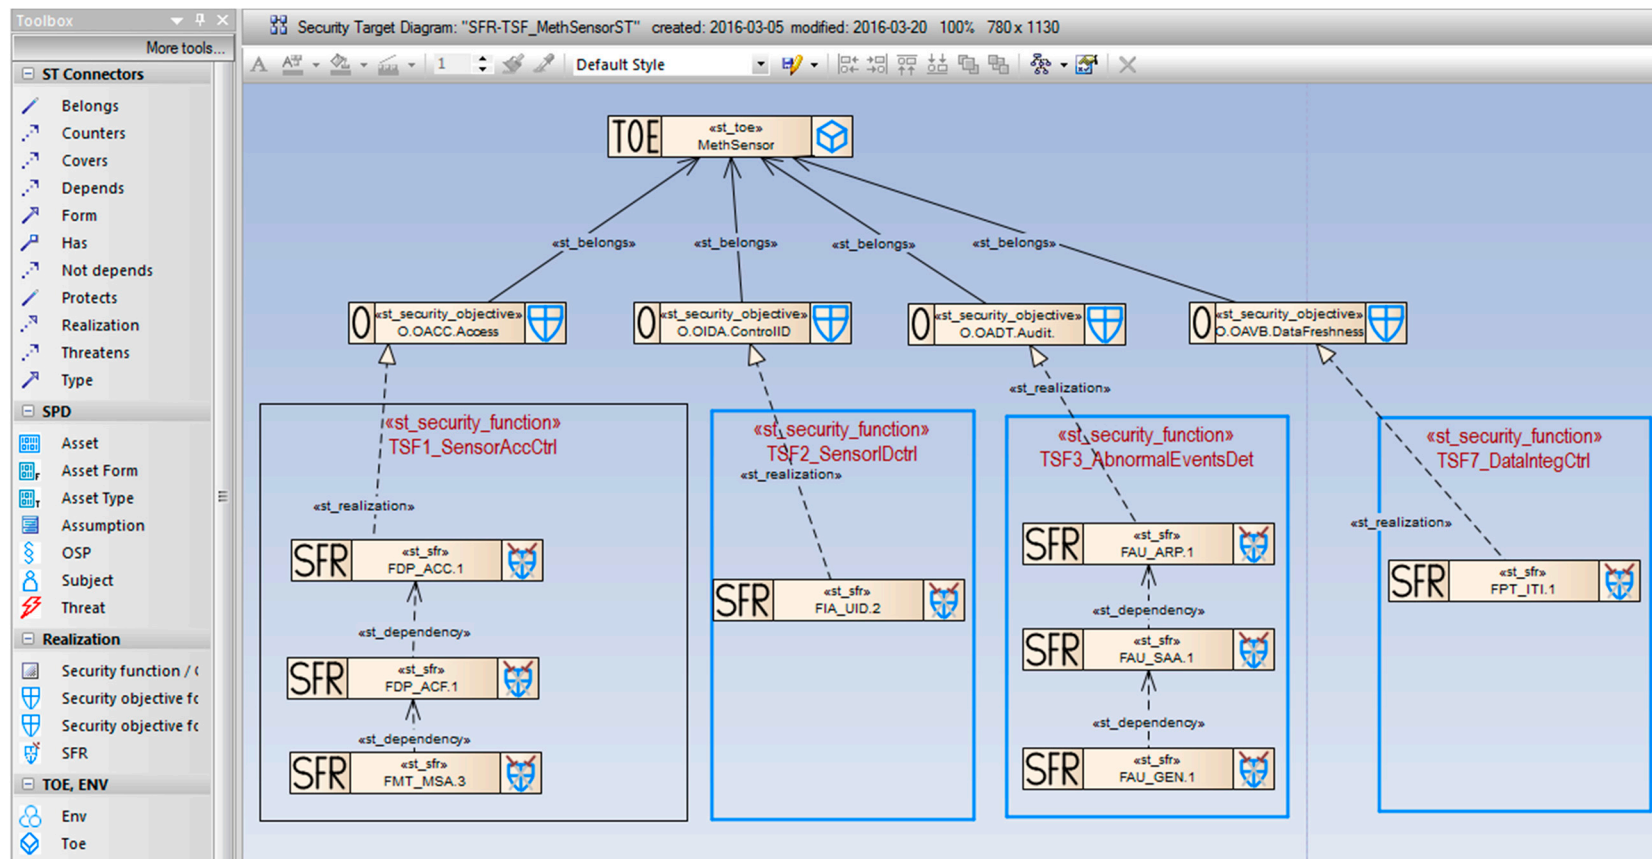 Toolbox
More tools...
ST Connectors
Belongs
Counters
Covers
Depends
Form
Has
Not depends
Protects
Realization
Threatens
Type
SPD
Asset
Asset Form
Asset Type
Assumption
OSP
Subject
Threat
Realization
Security function / (
Security objective fc
Security objective fc
SFR
TOE, ENV
Env
Toe
Security Target Diagram: "SFR-TSF_MethSensorST" created: 2016-03-05 modified: 2016-03-20 100% 780 x 1130
1 Default Style
TOE
«st_toe»
MethSensor
«st_belongs» «st_belongs» «st_belongs» «st_belongs»
O
«st_security_objective»
O.OACC.Access
O
«st_security_objective»
O.OIDA.ControlID
O
«st_security_objective»
O.OADT.Audit.
O
«st_security_objective»
O.OAVB.DataFreshness
«st_security_function»
TSF1_SensorAccCtrl
«st_realization»
SFR
«st_sfr»
FDP_ACC.1
«st_dependency»
SFR
«st_sfr»
FDP_ACF.1
«st_dependency»
SFR
«st_sfr»
FMT_MSA.3
«st_security_function»
TSF2_SensorIDctrl
«st_realization»
SFR
«st_sfr»
FIA_UID.2
«st_realization»
«st_security_function»
TSF3_AbnormalEventsDet
SFR
«st_sfr»
FAU_ARP.1
«st_dependency»
SFR
«st_sfr»
FAU_SAA.1
«st_dependency»
SFR
«st_sfr»
FAU_GEN.1
«st_security_function»
TSF7_DataIntegCtrl
«st_realization»
SFR
«st_sfr»
FPT_ITI.1